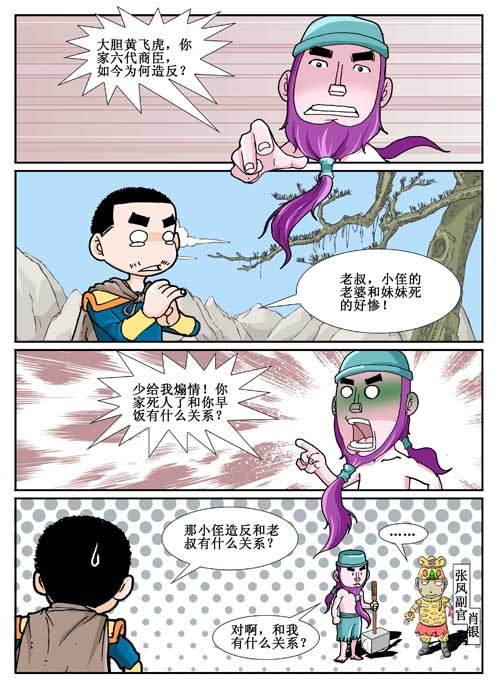 大胆黄飞虎，你
家六代商臣，
如今为何造反？
老叔，小侄的
老婆和妹妹死
的好惨！
少给我煽情！你
家死人了和你早
饭有什么关系？
那小侄造反和老
叔有什么关系？
……
对啊，和我
有什么关系？
张凤副官
肖银